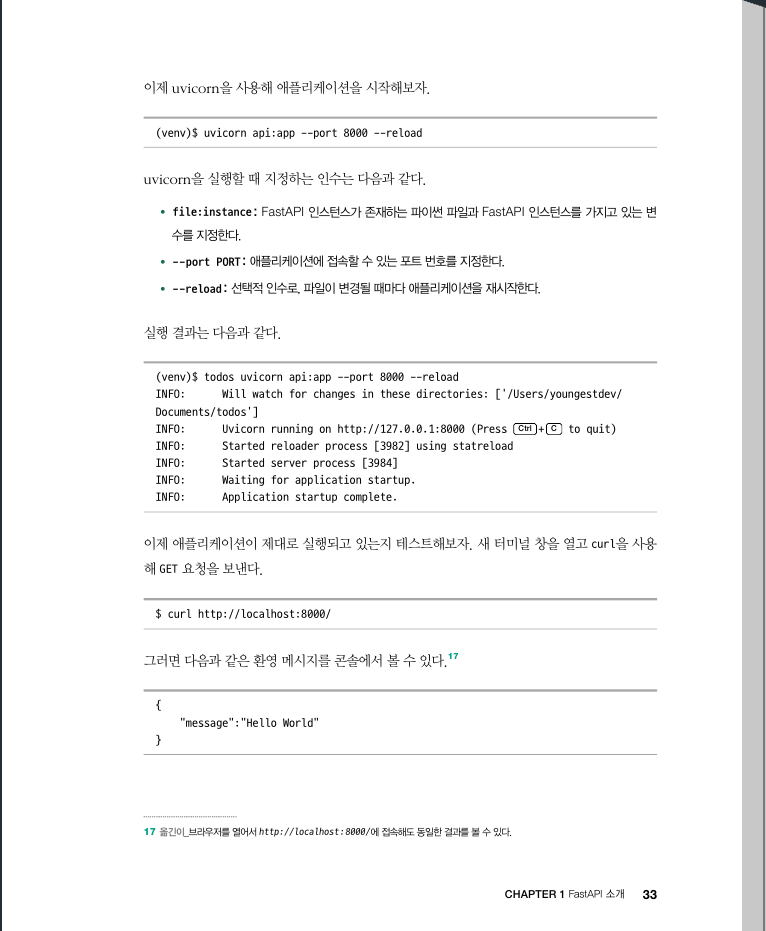 이제 uvicorn을 사용해 애플리케이션을 시작해보자.
(venv)$ uvicorn api:app --port 8000 --reload
uvicorn을 실행할 때 지정하는 인수는 다음과 같다.
• file:instance: FastAPI 인스턴스가 존재하는 파이썬 파일과 FastAPI 인스턴스를 가지고 있는 변
수를 지정한다.
• --port PORT: 애플리케이션에 접속할 수 있는 포트 번호를 지정한다.
• --reload: 선택적 인수로, 파일이 변경될 때마다 애플리케이션을 재시작한다.
실행 결과는 다음과 같다.
(venv)$ todos uvicorn api:app --port 8000 --reload
INFO:     Will watch for changes in these directories: ['/Users/youngestdev/
Documents/todos']
INFO:     Uvicorn running on http://127.0.0.1:8000 (Press Ctrl+C to quit)
INFO:     Started reloader process [3982] using statreload
INFO:     Started server process [3984]
INFO:     Waiting for application startup.
INFO:     Application startup complete.
이제 애플리케이션이 제대로 실행되고 있는지 테스트해보자. 새 터미널 창을 열고 curl을 사용
해 GET 요청을 보낸다.
$ curl http://localhost:8000/
그러면 다음과 같은 환영 메시지를 콘솔에서 볼 수 있다.17
{
    "message":"Hello World"
}
17 옮긴이_브라우저를 열어서 http://localhost:8000/에 접속해도 동일한 결과를 볼 수 있다.
CHAPTER 1 FastAPI 소개 33